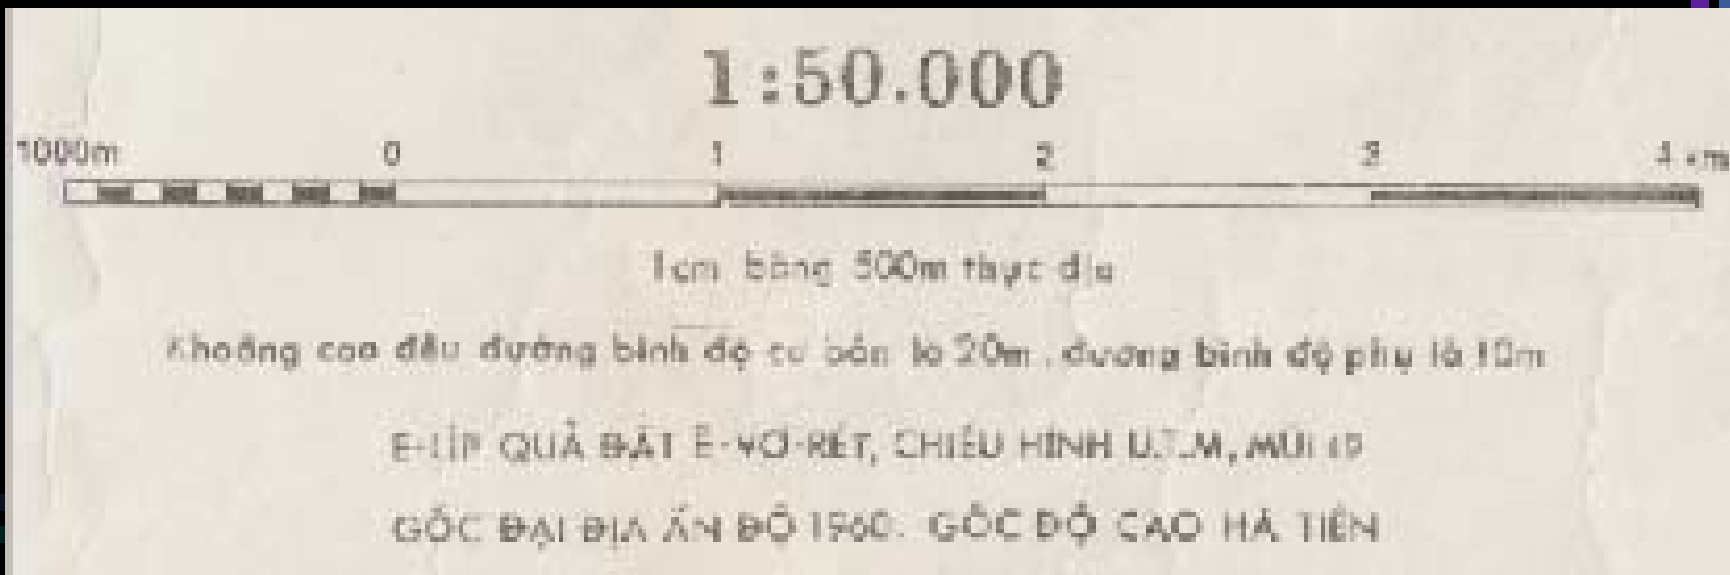 1:50.000
1000m 0 1 2 3 4 km
1cm bằng 500m thực địa
Khoảng cao đều đường bình độ cơ bản là 20m. đường bình độ phụ là 10m
E-LÍP QUẢ ĐẤT E-VƠ-RÉT, CHIẾU HÌNH U.T.M, MÚI
GỐC ĐẠI ĐỊA ẤN ĐỘ 1960. GỐC ĐỘ CAO HÀ TIÊN